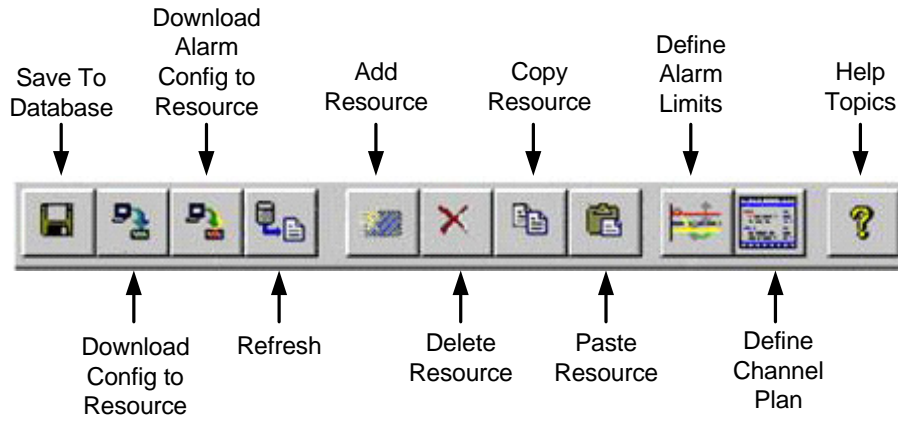 Save To
Database
Download
Alarm
Config to
Resource
Add
Resource
Copy
Resource
Define
Alarm
Limits
Help
Topics
Download
Config to
Resource
Refresh
Delete
Resource
Paste
Resource
Define
Channel
Plan